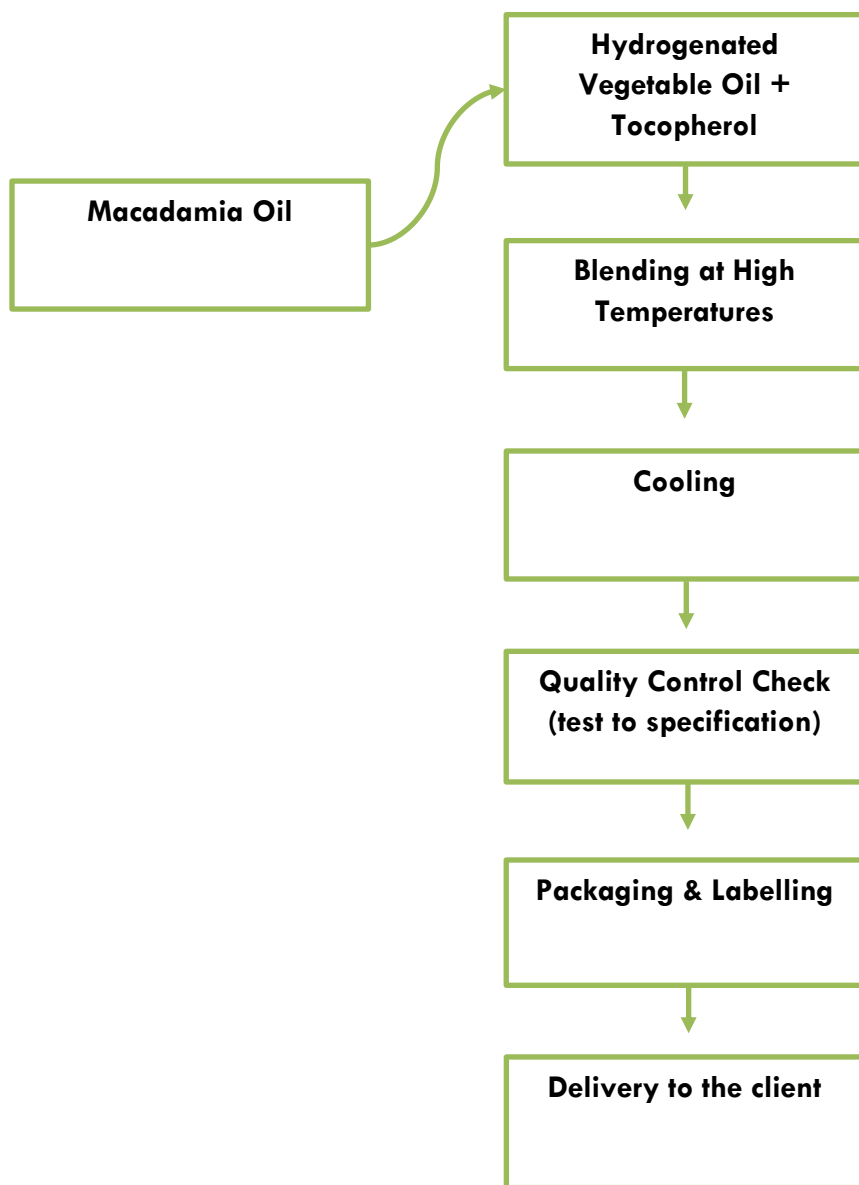 Hydrogenated
Vegetable Oil +
Tocopherol
Macadamia Oil
Blending at High
Temperatures
Cooling
Quality Control Check
(test to specification)
Packaging & Labelling
Delivery to the client